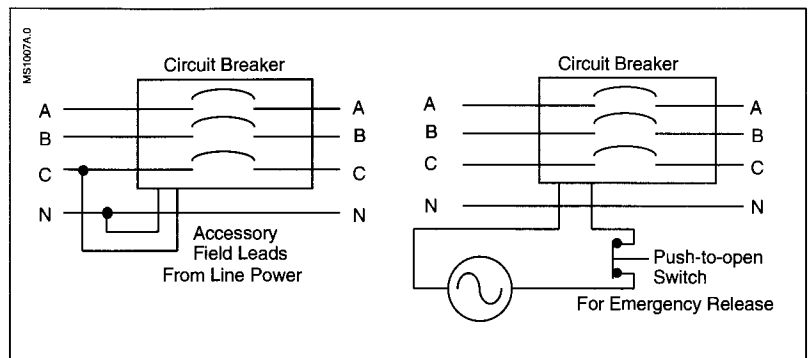 MS1007A.0
Circuit Breaker
A A
B B
C C
N N
Accessory
Field Leads
From Line Power
Circuit Breaker
A A
B B
C C
N N
Push-to-open
Switch
For Emergency Release